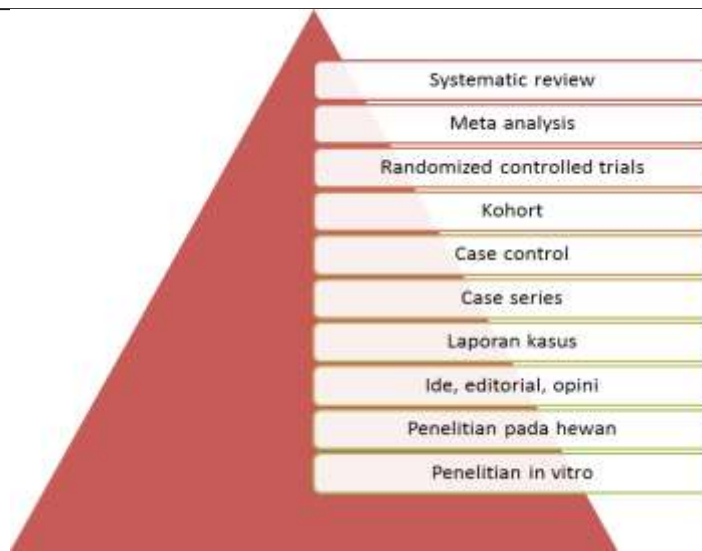 Systematic review
Meta analysis
Randomized controlled trials
Kohort
Case control
Case series
Laporan kasus
Ide, editorial, opini
Penelitian pada hewan
Penelitian in vitro